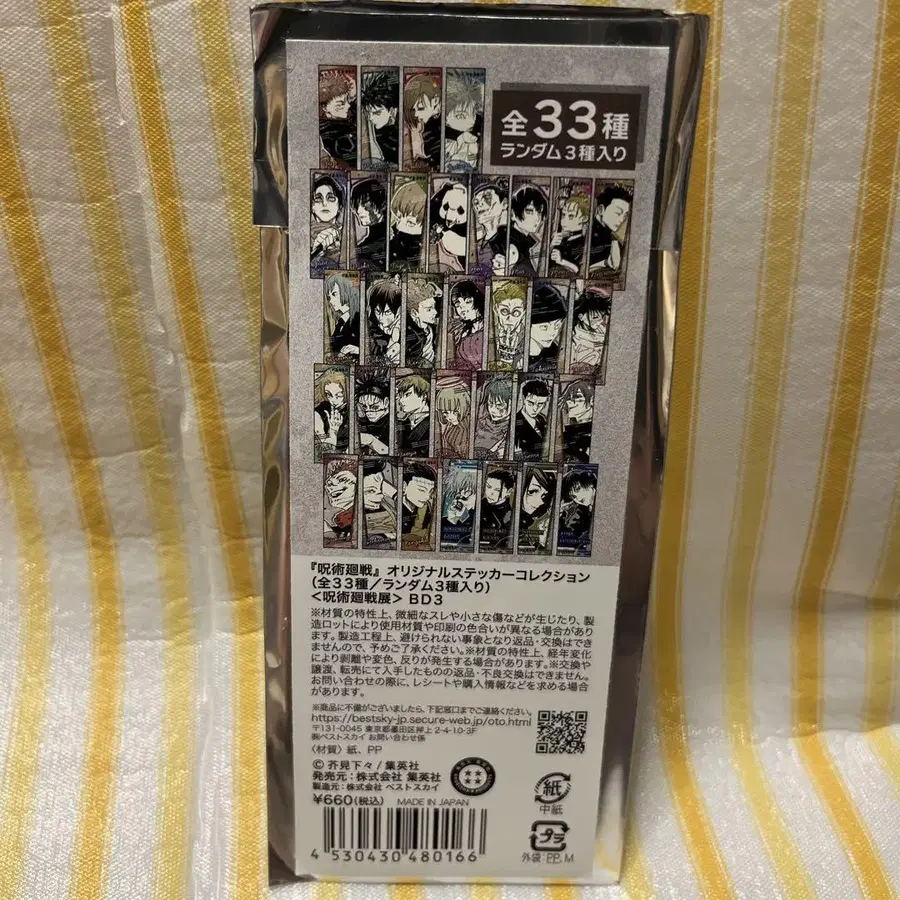 全33種
ランダム3種入り
『呪術廻戦』オリジナルステッカーコレクション
(全33種/ランダム3種入り)
<呪術廻戦展> BD3
※材質の特性上、微細なスレや小さな傷などが生じたり、製
造ロットにより使用材質や印刷の色合いが異なる場合があり
ます。製造工程上、避けられない事象となり返品・交換はできま
せんので、予めご了承ください。※材質の特性上、経年変化
により剥離や変色、反りが発生する場合があります。※交換や
譲渡、転売にて入手したものの返品・不良交換はできません。
お問い合わせの際に、レシートや購入情報などを求める場合
があります。
※商品に不備がございましたら、下記窓口までご連絡ください。
https://bestsky-jp.secure-web.jp/oto.html
〒131-0045 東京都墨田区押上 2-4-10-3F
㈱ベストスカイ お問い合わせ係
〈材質〉紙、PP
© 芥見下々/集英社
発売元:株式会社 集英社
製造元:株式会社 ベストスカイ
¥660(税込) MADE IN JAPAN
4 530430 480166
紙
中紙
プラ
外袋:PP, M